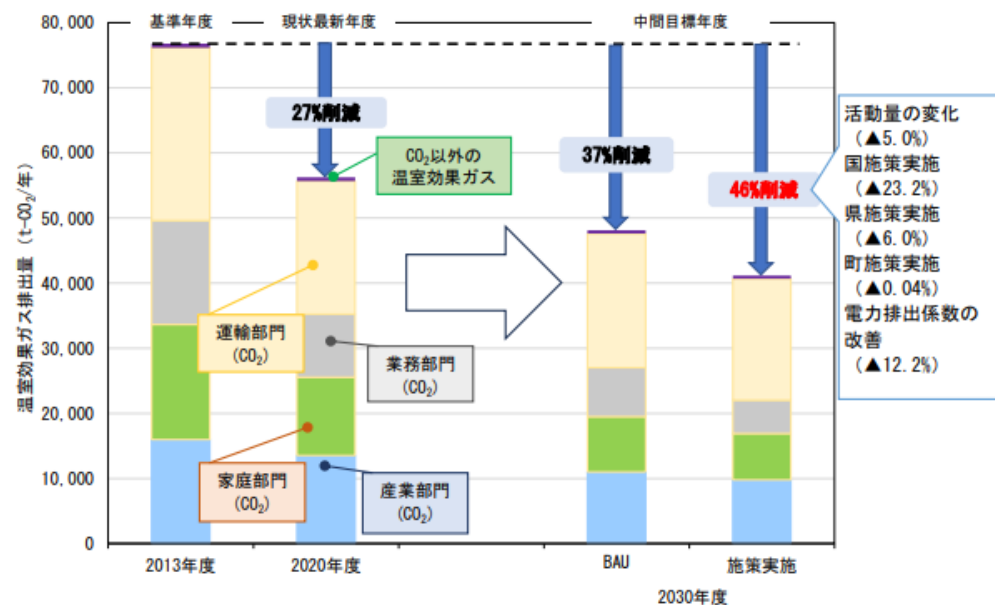 80,000
70,000
60,000
50,000
40,000
30,000
20,000
10,000
0
温室効果ガス排出量 (t-CO₂/年)
基準年度
現状最新年度
中間目標年度
27%削減
37%削減
46%削減
CO₂以外の
温室効果ガス
運輸部門
(CO₂)
業務部門
(CO₂)
家庭部門
(CO₂)
産業部門
(CO₂)
活動量の変化
(▲5.0%)
国施策実施
(▲23.2%)
県施策実施
(▲6.0%)
町施策実施
(▲0.04%)
電力排出係数の
改善
(▲12.2%)
2013年度
2020年度
BAU
施策実施
2030年度